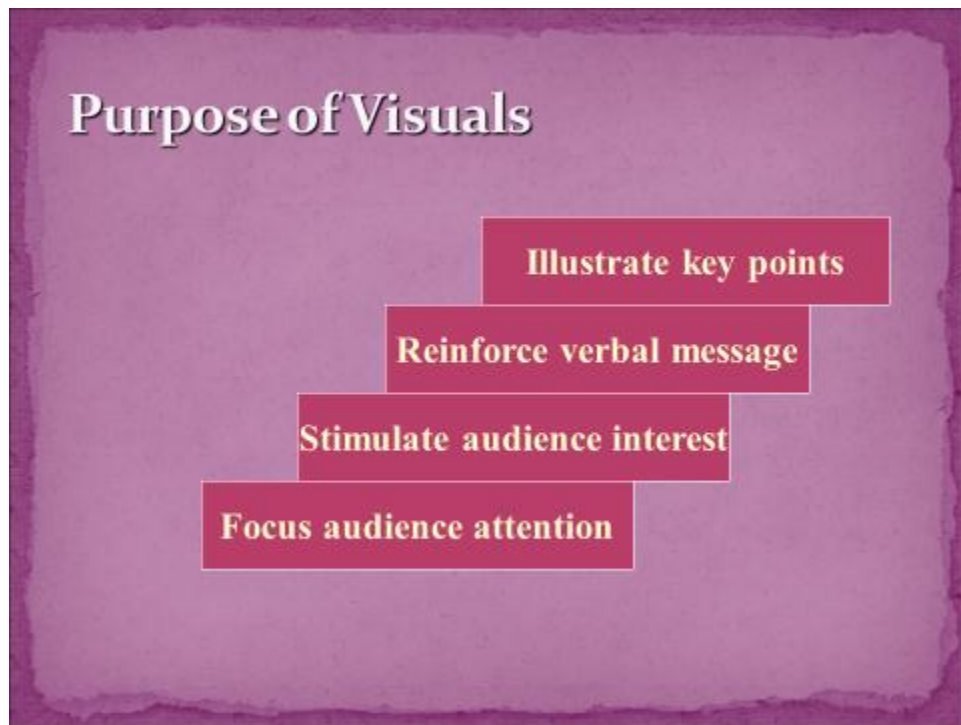 Purpose of Visuals
Illustrate key points
Reinforce verbal message
Stimulate audience interest
Focus audience attention